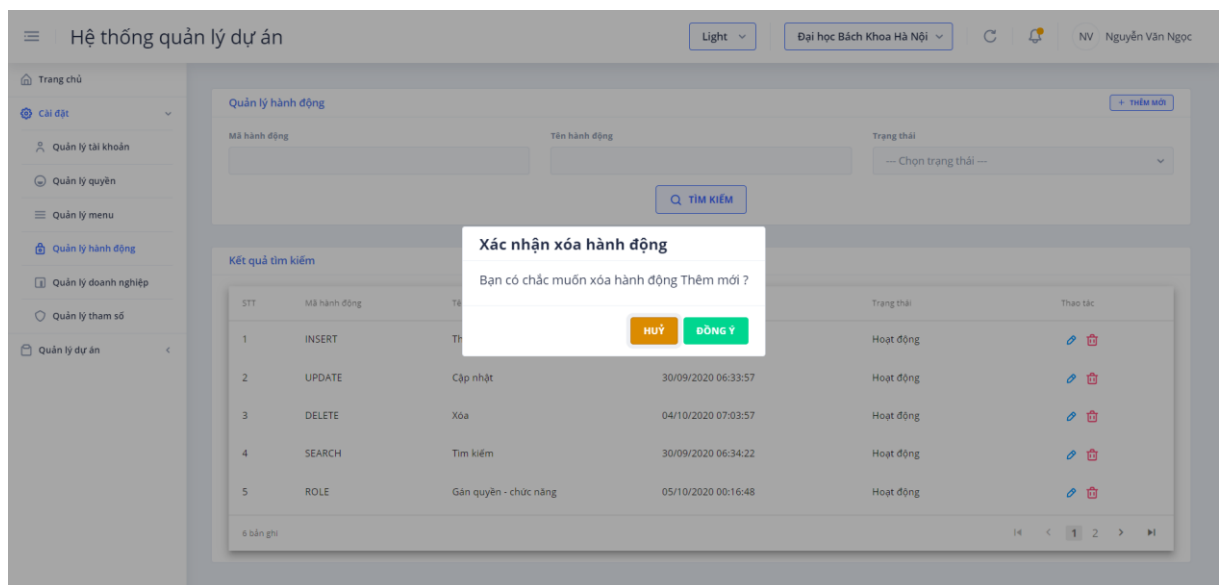 Hệ thống quản lý dự án
Light
Đại học Bách Khoa Hà Nội
NV Nguyễn Văn Ngọc
Trang chủ
Cài đặt
Quản lý tài khoản
Quản lý quyền
Quản lý menu
Quản lý hành động
Quản lý doanh nghiệp
Quản lý tham số
Quản lý dự án
Quản lý hành động
+ THÊM MỚI
Mã hành động Tên hành động Trạng thái
--- Chọn trạng thái ---
TÌM KIẾM
Xác nhận xóa hành động
Bạn có chắc muốn xóa hành động Thêm mới ?
HUỶ ĐỒNG Ý
Kết quả tìm kiếm
STT Mã hành động Tê Trạng thái Thao tác
1 INSERT Th Hoạt động
2 UPDATE Cập nhật 30/09/2020 06:33:57 Hoạt động
3 DELETE Xóa 04/10/2020 07:03:57 Hoạt động
4 SEARCH Tìm kiếm 30/09/2020 06:34:22 Hoạt động
5 ROLE Gán quyền - chức năng 05/10/2020 00:16:48 Hoạt động
6 bản ghi 1 2